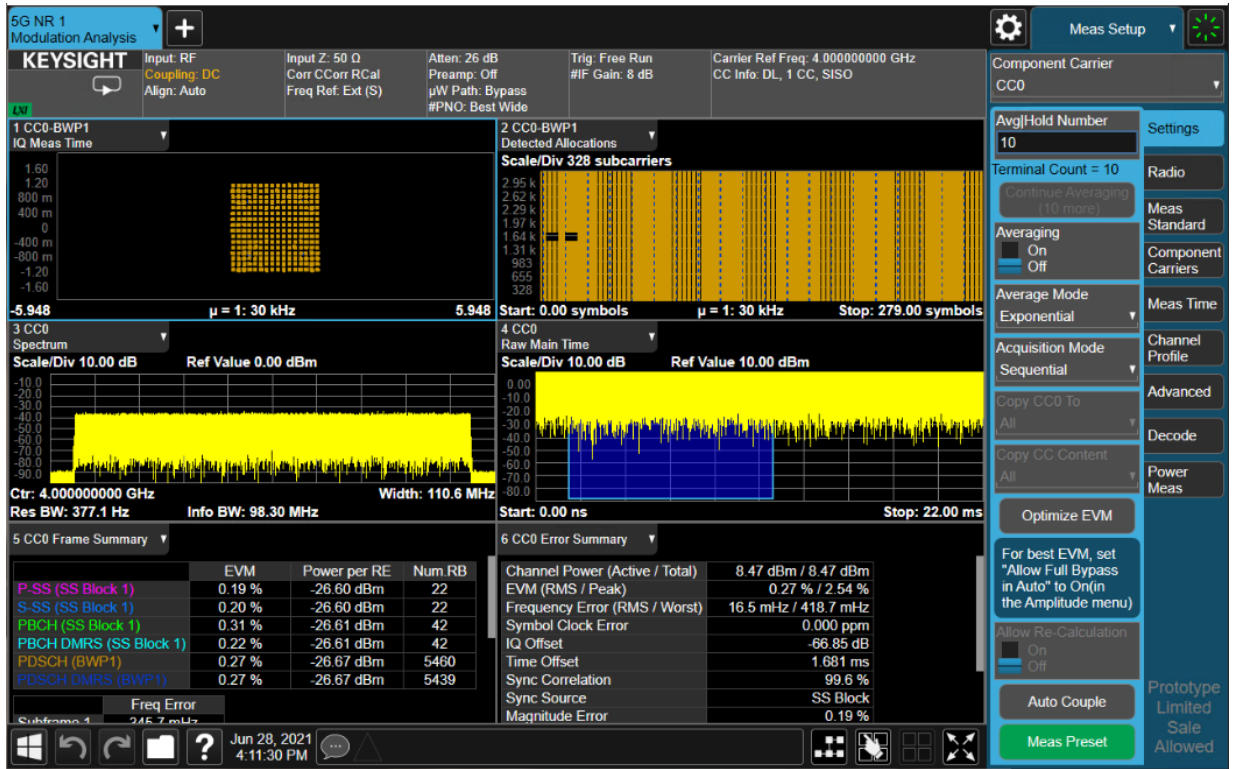 5G NR 1
Modulation Analysis
Meas Setup
KEYSIGHT
LXI
Input: RF
Coupling: DC
Align: Auto
Input Z: 50 Ω
Corr CCorr RCal
Freq Ref: Ext (S)
Atten: 26 dB
Preamp: Off
µW Path: Bypass
#PNO: Best Wide
Trig: Free Run
#IF Gain: 8 dB
Carrier Ref Freq: 4.000000000 GHz
CC Info: DL, 1 CC, SISO
1 CC0-BWP1
IQ Meas Time
1.60
1.20
800 m
400 m
0
-400 m
-800 m
-1.20
-1.60
-5.948
µ = 1: 30 kHz
5.948
2 CC0-BWP1
Detected Allocations
Scale/Div 328 subcarriers
2.95 k
2.62 k
2.29 k
1.97 k
1.64 k
1.31 k
983
655
328
Start: 0.00 symbols
µ = 1: 30 kHz
Stop: 279.00 symbols
3 CC0
Spectrum
Scale/Div 10.00 dB
Ref Value 0.00 dBm
-10.0
-20.0
-30.0
-40.0
-50.0
-60.0
-70.0
-80.0
-90.0
Ctr: 4.000000000 GHz
Width: 110.6 MHz
Res BW: 377.1 Hz
Info BW: 98.30 MHz
4 CC0
Raw Main Time
Scale/Div 10.00 dB
Ref Value 10.00 dBm
0.00
-10.0
-20.0
-30.0
-40.0
-50.0
-60.0
-70.0
-80.0
Start: 0.00 ns
Stop: 22.00 ms
5 CC0 Frame Summary
EVM Power per RE Num.RB
P-SS (SS Block 1) 0.19 % -26.60 dBm 22
S-SS (SS Block 1) 0.20 % -26.60 dBm 22
PBCH (SS Block 1) 0.31 % -26.61 dBm 42
PBCH DMRS (SS Block 1) 0.22 % -26.61 dBm 42
PDSCH (BWP1) 0.27 % -26.67 dBm 5460
PDSCH DMRS (BWP1) 0.27 % -26.67 dBm 5439
Freq Error
Subframe 1 245.7 mHz
6 CC0 Error Summary
Channel Power (Active / Total) 8.47 dBm / 8.47 dBm
EVM (RMS / Peak) 0.27 % / 2.54 %
Frequency Error (RMS / Worst) 16.5 mHz / 418.7 mHz
Symbol Clock Error 0.000 ppm
IQ Offset -66.85 dB
Time Offset 1.681 ms
Sync Correlation 99.6 %
Sync Source SS Block
Magnitude Error 0.19 %
Component Carrier
CC0
Avg|Hold Number
10
Terminal Count = 10
Continue Averaging
(10 more)
Averaging
On
Off
Average Mode
Exponential
Acquisition Mode
Sequential
Copy CC0 To
All
Copy CC Content
All
Optimize EVM
For best EVM, set
"Allow Full Bypass
in Auto" to On(in
the Amplitude menu)
Allow Re-Calculation
On
Off
Auto Couple
Meas Preset
Settings
Radio
Meas
Standard
Component
Carriers
Meas Time
Channel
Profile
Advanced
Decode
Power
Meas
Prototype
Limited
Sale
Allowed
Jun 28, 2021
4:11:30 PM